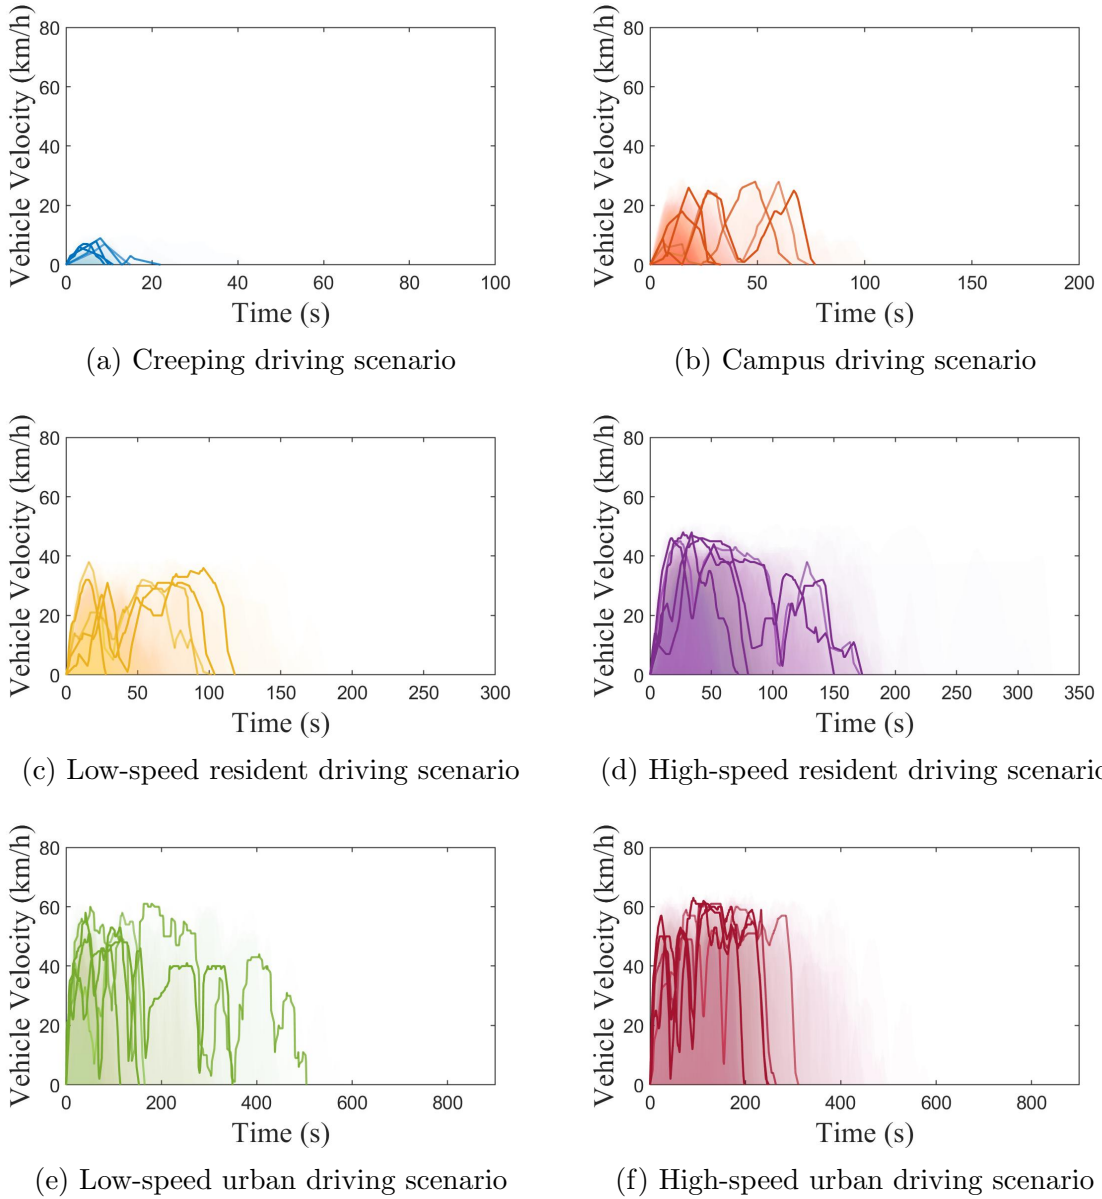 80
60
40
20
0
Vehicle Velocity (km/h)
0 20 40 60 80 100
Time (s)
(a) Creeping driving scenario
80
60
40
20
0
Vehicle Velocity (km/h)
0 50 100 150 200
Time (s)
(b) Campus driving scenario
80
60
40
20
0
Vehicle Velocity (km/h)
0 50 100 150 200 250 300
Time (s)
(c) Low-speed resident driving scenario
80
60
40
20
0
Vehicle Velocity (km/h)
0 50 100 150 200 250 300 350
Time (s)
(d) High-speed resident driving scenario
80
60
40
20
0
Vehicle Velocity (km/h)
0 200 400 600 800
Time (s)
(e) Low-speed urban driving scenario
80
60
40
20
0
Vehicle Velocity (km/h)
0 200 400 600 800
Time (s)
(f) High-speed urban driving scenario